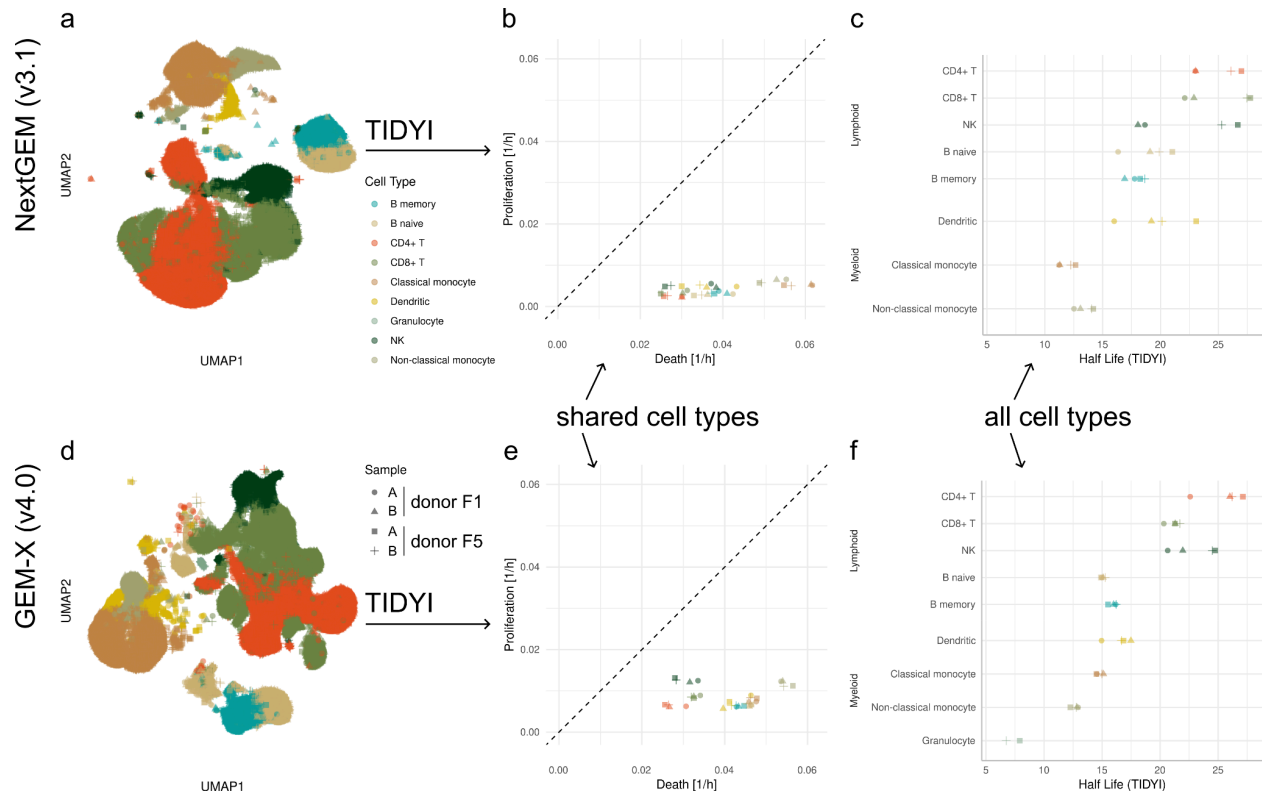 NextGEM (v3.1)
a
UMAP2
UMAP1
TIDYI
Cell Type
B memory
B naive
CD4+ T
CD8+ T
Classical monocyte
Dendritic
Granulocyte
NK
Non-classical monocyte
b
Proliferation [1/h]
0.06
0.04
0.02
0.00
0.00 0.02 0.04 0.06
Death [1/h]
c
Lymphoid
Myeloid
CD4+ T
CD8+ T
NK
B naive
B memory
Dendritic
Classical monocyte
Non-classical monocyte
5 10 15 20 25
Half Life (TIDYI)
shared cell types
all cell types
GEM-X (v4.0)
d
UMAP2
UMAP1
Sample
A
B
donor F1
A
B
donor F5
TIDYI
e
Proliferation [1/h]
0.06
0.04
0.02
0.00
0.00 0.02 0.04 0.06
Death [1/h]
f
Lymphoid
Myeloid
CD4+ T
CD8+ T
NK
B naive
B memory
Dendritic
Classical monocyte
Non-classical monocyte
Granulocyte
5 10 15 20 25
Half Life (TIDYI)